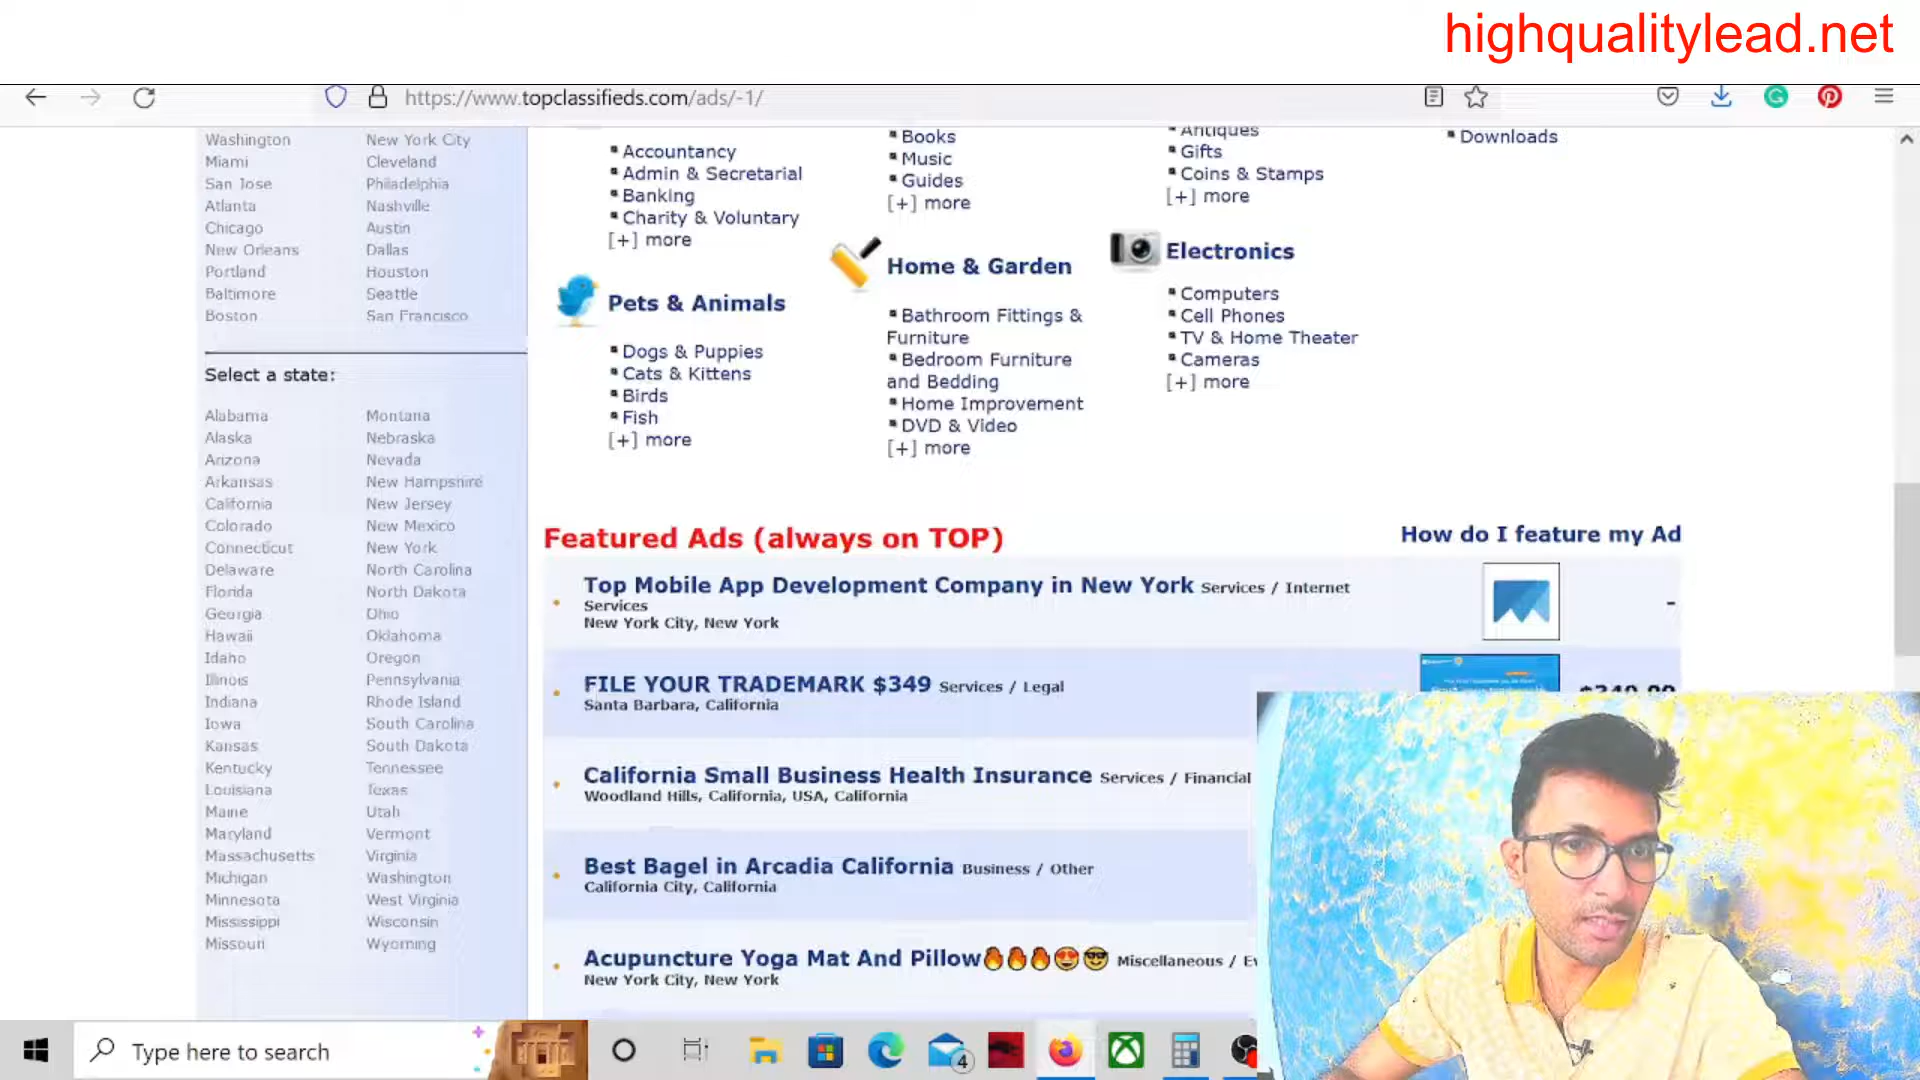 highqualitylead.net
https://www.topclassifieds.com/ads/-1/
Washington New York City
Miami Cleveland
San Jose Philadelphia
Atlanta Nashville
Chicago Austin
New Orleans Dallas
Portland Houston
Baltimore Seattle
Boston San Francisco
Select a state:
Alabama Montana
Alaska Nebraska
Arizona Nevada
Arkansas New Hampshire
California New Jersey
Colorado New Mexico
Connecticut New York
Delaware North Carolina
Florida North Dakota
Georgia Ohio
Hawaii Oklahoma
Idaho Oregon
Illinois Pennsylvania
Indiana Rhode Island
Iowa South Carolina
Kansas South Dakota
Kentucky Tennessee
Louisiana Texas
Maine Utah
Maryland Vermont
Massachusetts Virginia
Michigan Washington
Minnesota West Virginia
Mississippi Wisconsin
Missouri Wyoming
Accountancy
Admin & Secretarial
Banking
Charity & Voluntary
[+] more
Pets & Animals
Dogs & Puppies
Cats & Kittens
Birds
Fish
[+] more
Books
Music
Guides
[+] more
Home & Garden
Bathroom Fittings &
Furniture
Bedroom Furniture
and Bedding
Home Improvement
DVD & Video
[+] more
Antiques
Gifts
Coins & Stamps
[+] more
Electronics
Computers
Cell Phones
TV & Home Theater
Cameras
[+] more
Downloads
Featured Ads (always on TOP) How do I feature my Ad
Top Mobile App Development Company in New York Services / Internet
Services
New York City, New York
-
FILE YOUR TRADEMARK $349 Services / Legal
Santa Barbara, California
$349.00
California Small Business Health Insurance Services / Financial
Woodland Hills, California, USA, California
Best Bagel in Arcadia California Business / Other
California City, California
Acupuncture Yoga Mat And Pillow🔥🔥🔥😍😎 Miscellaneous /
New York City, New York
Type here to search
4